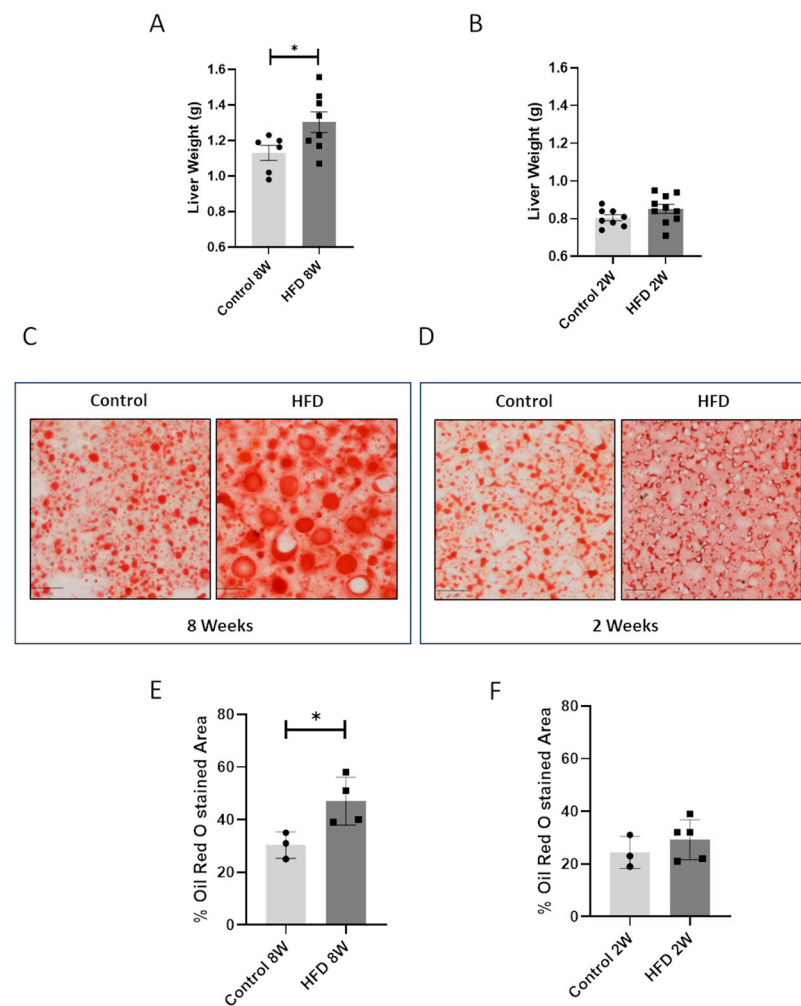 A
B
*
1.6
1.4
1.2
1.0
0.8
0.6
Liver Weight (g)
Control 8W
HFD 8W
1.6
1.4
1.2
1.0
0.8
0.6
Liver Weight (g)
Control 2W
HFD 2W
C
D
Control
HFD
8 Weeks
Control
HFD
2 Weeks
E
F
*
80
60
40
20
0
% Oil Red O stained Area
Control 8W
HFD 8W
80
60
40
20
0
% Oil Red O stained Area
Control 2W
HFD 2W